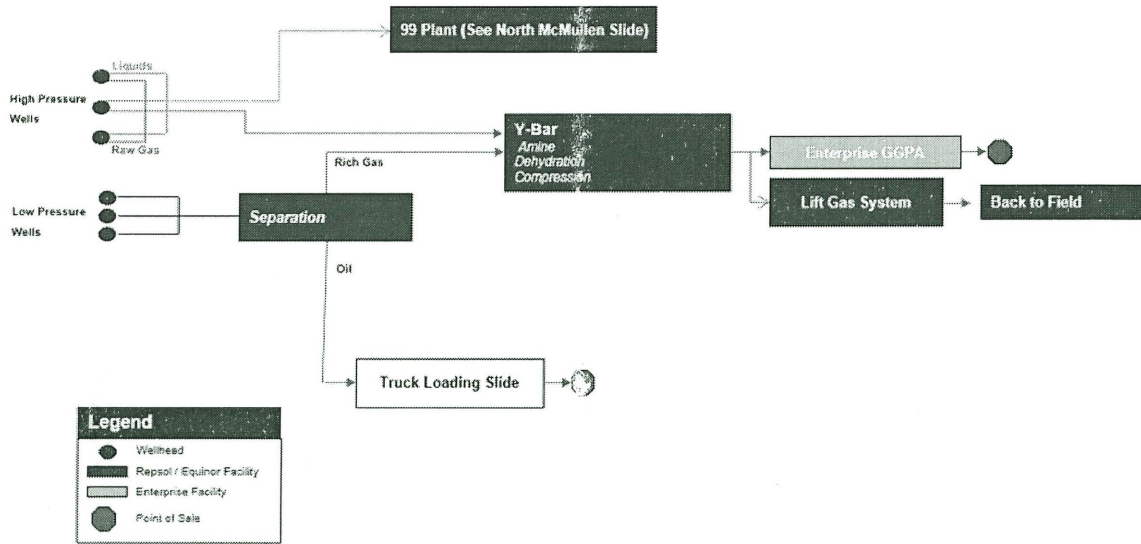 99 Plant (See North McMullen Slide)
Liquids
High Pressure
Wells
Raw Gas
Y-Bar
Amine
Dehydration
Compression
Rich Gas
Enterprise GGPA
Low Pressure
Wells
Separation
Lift Gas System
Back to Field
Oil
Truck Loading Slide
Legend
Wellhead
Repsol / Equinor Facility
Enterprise Facility
Point of Sale